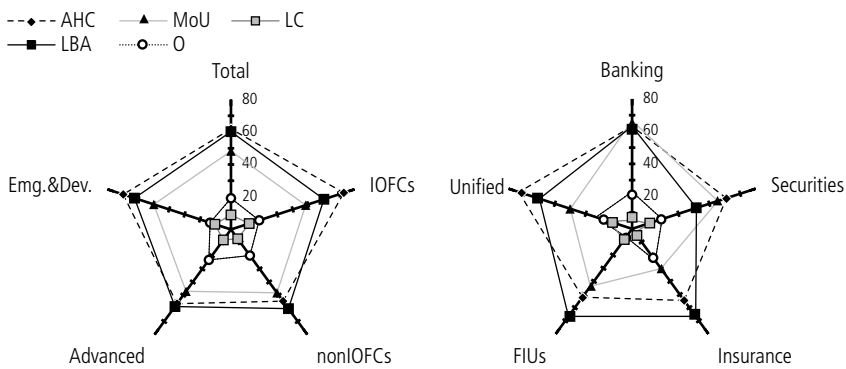 AHC MoU LC
LBA O
Total
80
60
40
20
Emg.&Dev.
IOFCs
Advanced
nonIOFCs
Banking
80
60
40
20
Unified
Securities
FIUs
Insurance